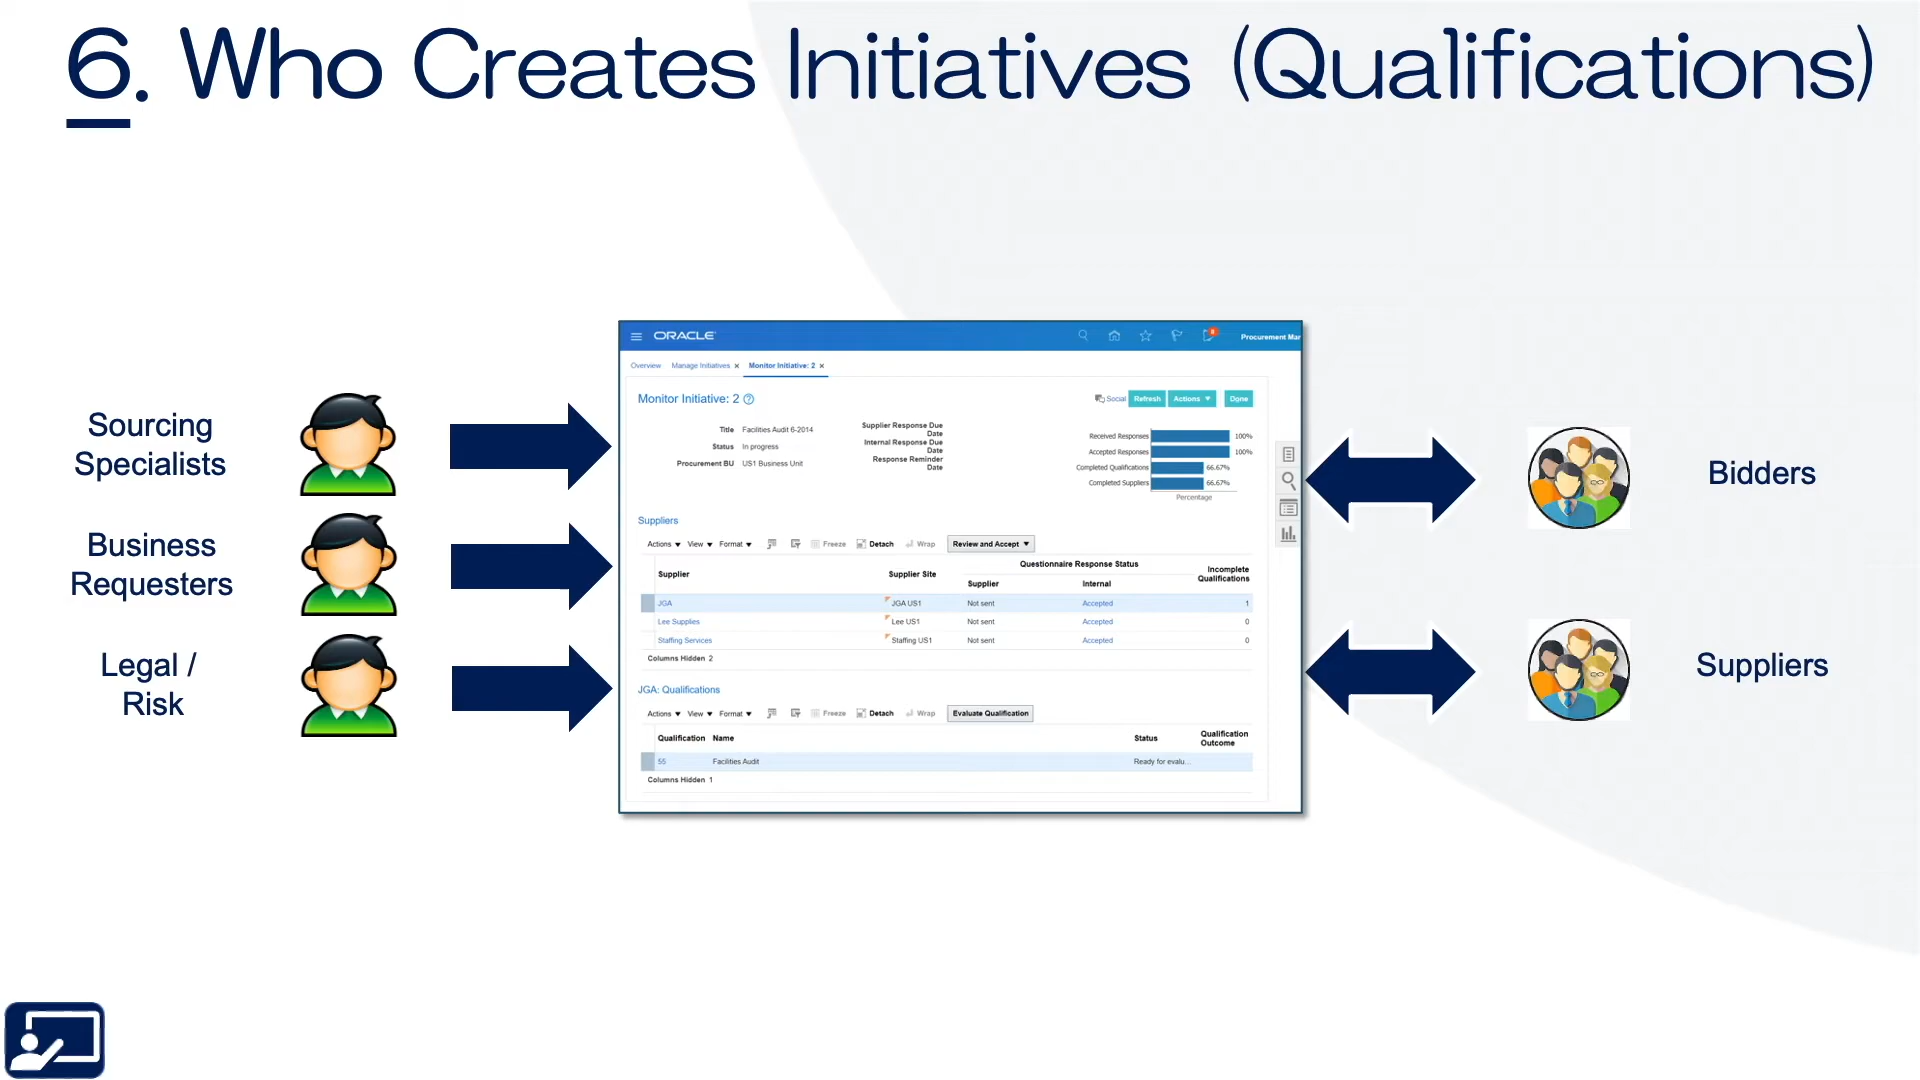 6. Who Creates Initiatives (Qualifications)
Sourcing
Specialists
Business
Requesters
Legal /
Risk
ORACLE
8
Procurement Mar
Overview Manage Initiatives × Monitor Initiative: 2 ×
Monitor Initiative: 2 ?
Social Refresh Actions ▼ Done
Title Facilities Audit 6-2014
Status In progress
Procurement BU US1 Business Unit
Supplier Response Due
Date
Internal Response Due
Date
Response Reminder
Date
Received Responses 100%
Accepted Responses 100%
Completed Qualifications 66.67%
Completed Suppliers 66.67%
Percentage
Suppliers
Actions ▼ View ▼ Format ▼ Freeze Detach Wrap Review and Accept ▼
Questionnaire Response Status
Supplier Supplier Site Supplier Internal Incomplete
Qualifications
JGA JGA US1 Not sent Accepted 1
Lee Supplies Lee US1 Not sent Accepted 0
Staffing Services Staffing US1 Not sent Accepted 0
Columns Hidden 2
JGA: Qualifications
Actions ▼ View ▼ Format ▼ Freeze Detach Wrap Evaluate Qualification
Qualification Name Status Qualification
Outcome
55 Facilities Audit Ready for evalu...
Columns Hidden 1
Bidders
Suppliers